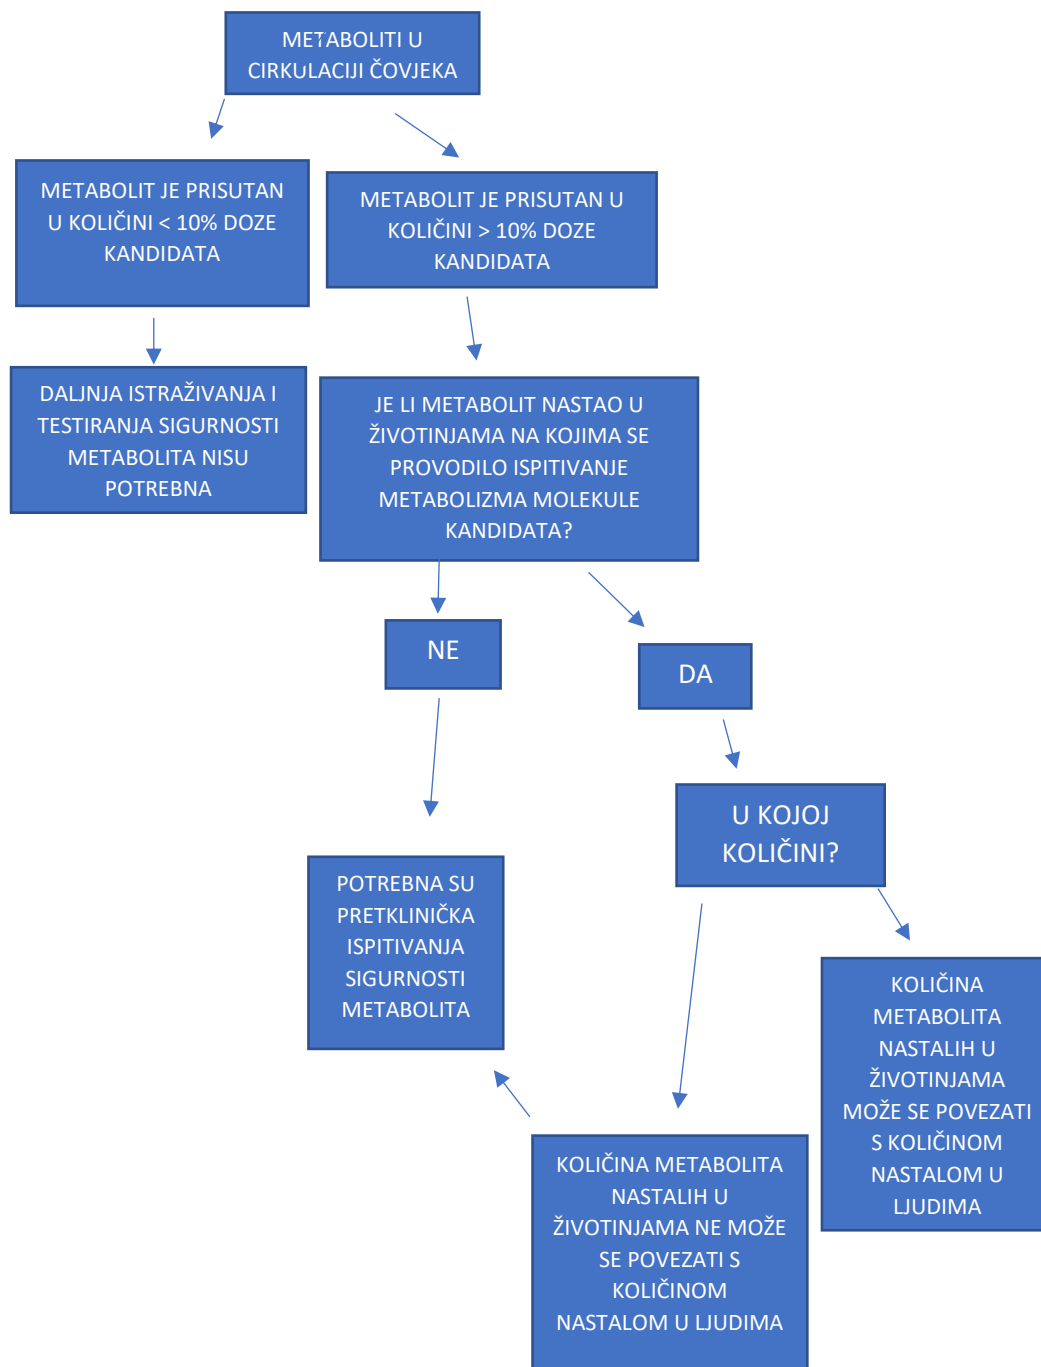 METABOLITI U
CIRKULACIJI ČOVJEKA
METABOLIT JE PRISUTAN
U KOLIČINI < 10% DOZE
KANDIDATA
METABOLIT JE PRISUTAN U
KOLIČINI > 10% DOZE
KANDIDATA
DALJNJA ISTRAŽIVANJA I
TESTIRANJA SIGURNOSTI
METABOLITA NISU
POTREBNA
JE LI METABOLIT NASTAO U
ŽIVOTINJAMA NA KOJIMA SE
PROVODILO ISPITIVANJE
METABOLIZMA MOLEKULE
KANDIDATA?
NE
DA
U KOJOJ
KOLIČINI?
POTREBNA SU
PRETKLINIČKA
ISPITIVANJA
SIGURNOSTI
METABOLITA
KOLIČINA
METABOLITA
NASTALIH U
ŽIVOTINJAMA
MOŽE SE POVEZATI
S KOLIČINOM
NASTALOM U
LJUDIMA
KOLIČINA METABOLITA
NASTALIH U
ŽIVOTINJAMA NE MOŽE
SE POVEZATI S
KOLIČINOM
NASTALOM U LJUDIMA